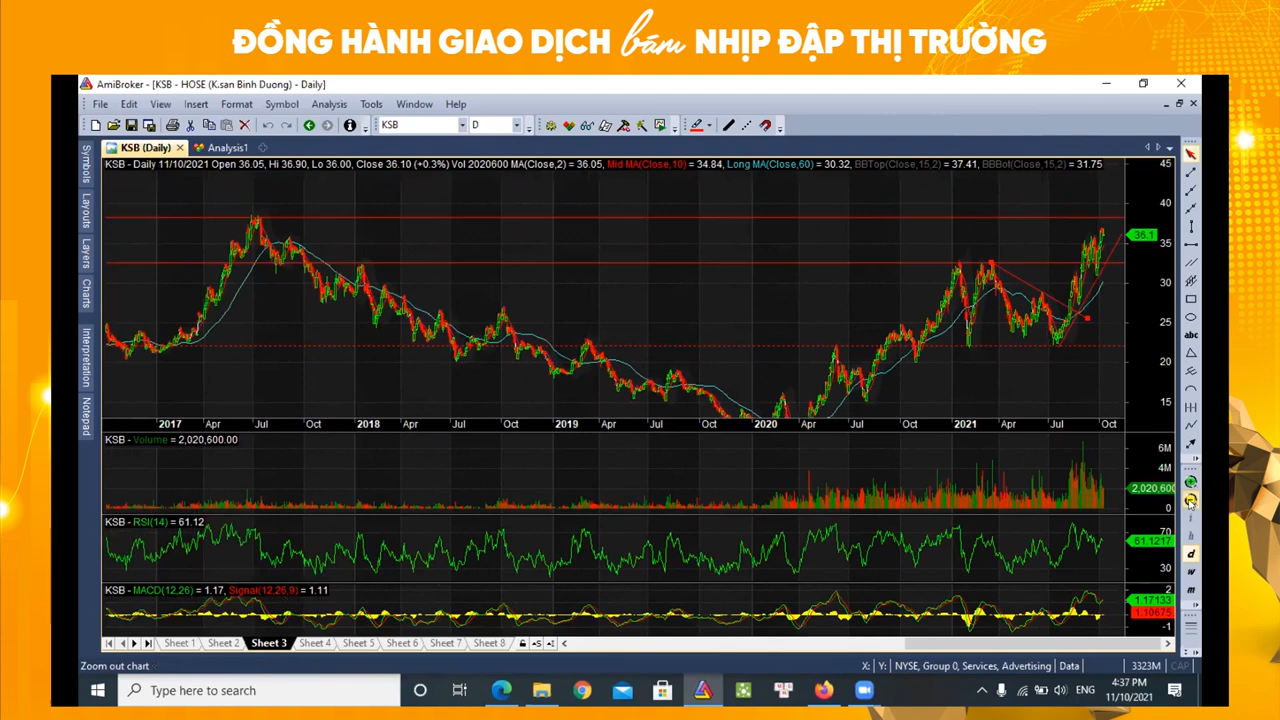 ĐỒNG HÀNH GIAO DỊCH bám NHỊP ĐẬP THỊ TRƯỜNG
AmiBroker - [KSB - HOSE (K.san Binh Duong) - Daily]
File Edit View Insert Format Symbol Analysis Tools Window Help
KSB D
KSB (Daily) Analysis1
KSB - Daily 11/10/2021 Open 36.05, Hi 36.90, Lo 36.00, Close 36.10 (+0.3%) Vol 2020600 MA(Close,2) = 36.05, Mid MA(Close,10) = 34.84, Long MA(Close,60) = 30.32, BBTop(Close,15,2) = 37.41, BBBot(Close,15,2) = 31.75
Symbols
Layouts
Layers
Charts
Interpretation
Notepad
45
40
36.1
35
30
25
20
15
2017 Apr Jul Oct 2018 Apr Jul Oct 2019 Apr Jul Oct 2020 Apr Jul Oct 2021 Apr Jul Oct
KSB - Volume = 2,020,600.00
6M
4M
2,020,600
0
KSB - RSI(14) = 61.12
70
61.1217
30
KSB - MACD(12,26) = 1.17, Signal(12,26,9) = 1.11
2
1.17133
1.10675
-1
abc
i
h
d
w
m
Sheet 1 Sheet 2 Sheet 3 Sheet 4 Sheet 5 Sheet 6 Sheet 7 Sheet 8
Zoom out chart X: Y: NYSE, Group 0, Services, Advertising Data 3323M CAP
Type here to search
ENG
4:37 PM
11/10/2021